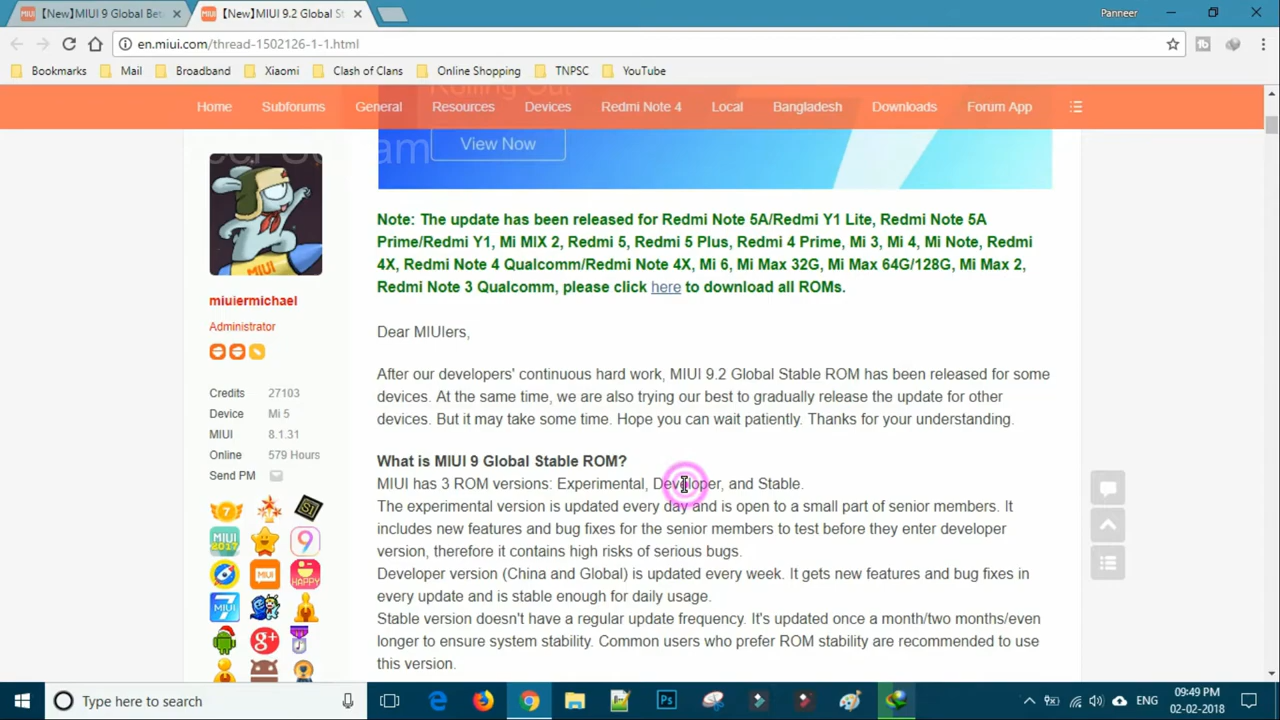 [New]MIUI 9 Global Bet
[New]MIUI 9.2 Global St
Panneer
en.miui.com/thread-1502126-1-1.html
Bookmarks Mail Broadband Xiaomi Clash of Clans Online Shopping TNPSC YouTube
Rolling Out
Home Subforums General Resources Devices Redmi Note 4 Local Bangladesh Downloads Forum App
View Now
MIUI
miuiermichael
Administrator
Credits 27103
Device Mi 5
MIUI 8.1.31
Online 579 Hours
Send PM
Note: The update has been released for Redmi Note 5A/Redmi Y1 Lite, Redmi Note 5A
Prime/Redmi Y1, Mi MIX 2, Redmi 5, Redmi 5 Plus, Redmi 4 Prime, Mi 3, Mi 4, Mi Note, Redmi
4X, Redmi Note 4 Qualcomm/Redmi Note 4X, Mi 6, Mi Max 32G, Mi Max 64G/128G, Mi Max 2,
Redmi Note 3 Qualcomm, please click here to download all ROMs.
Dear MIUIers,
After our developers' continuous hard work, MIUI 9.2 Global Stable ROM has been released for some
devices. At the same time, we are also trying our best to gradually release the update for other
devices. But it may take some time. Hope you can wait patiently. Thanks for your understanding.
What is MIUI 9 Global Stable ROM?
MIUI has 3 ROM versions: Experimental, Developer, and Stable.
The experimental version is updated every day and is open to a small part of senior members. It
includes new features and bug fixes for the senior members to test before they enter developer
version, therefore it contains high risks of serious bugs.
Developer version (China and Global) is updated every week. It gets new features and bug fixes in
every update and is stable enough for daily usage.
Stable version doesn't have a regular update frequency. It's updated once a month/two months/even
longer to ensure system stability. Common users who prefer ROM stability are recommended to use
this version.
Type here to search
ENG
09:49 PM
02-02-2018